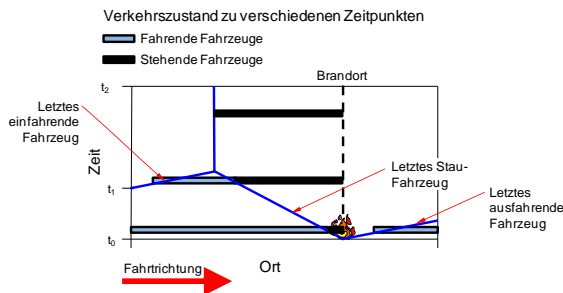 Verkehrszustand zu verschiedenen Zeitpunkten
Fahrende Fahrzeuge
Stehende Fahrzeuge
Brandort
t₂
Letztes
einfahrende
Fahrzeug
Zeit
Letztes Stau-
Fahrzeug
t₁
Letztes
ausfahrende
Fahrzeug
t₀
Fahrtrichtung
Ort